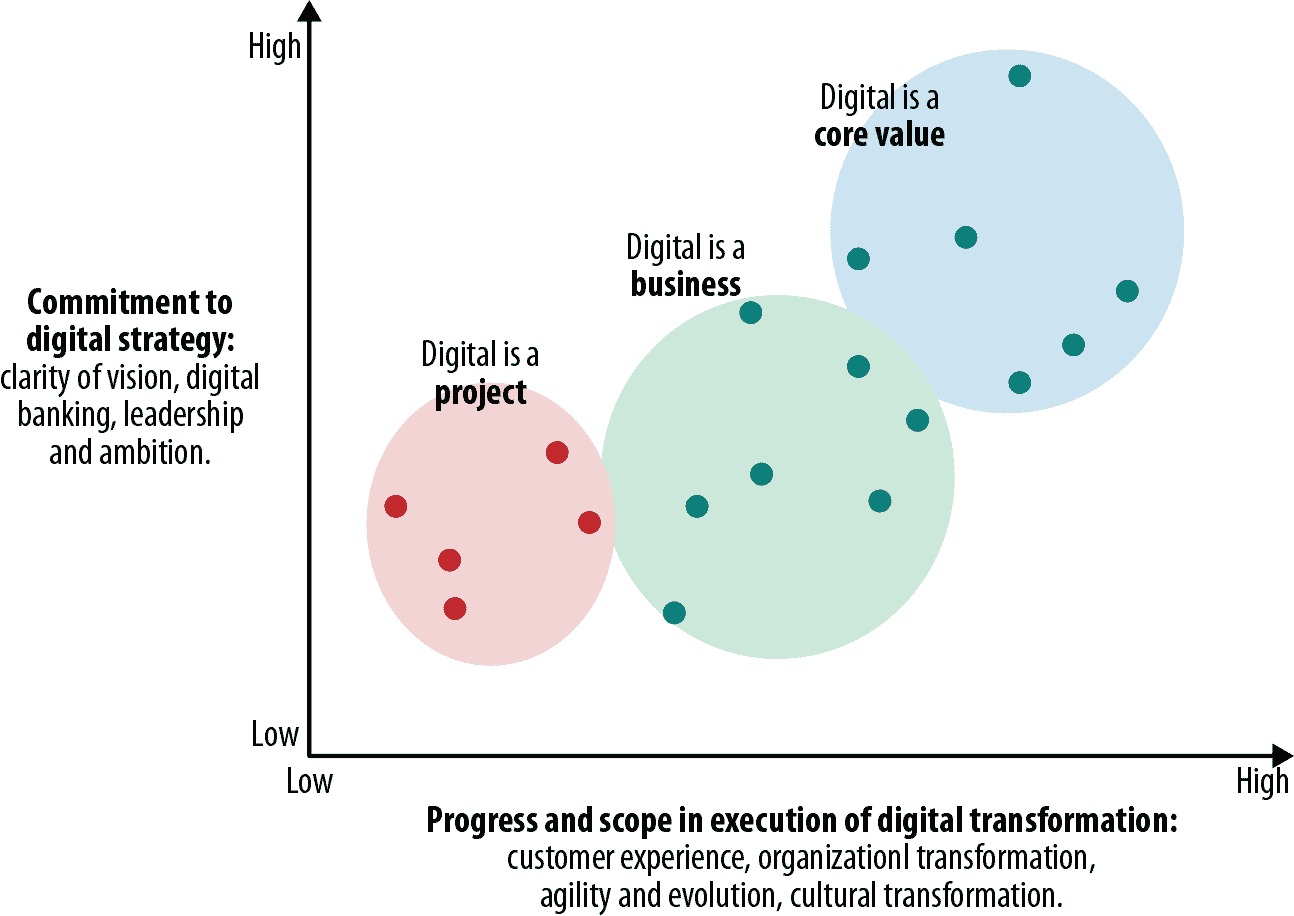 High
Digital is a
core value
Digital is a
business
Commitment to
digital strategy:
clarity of vision, digital
banking, leadership
and ambition.
Digital is a
project
Low
Low
High
Progress and scope in execution of digital transformation:
customer experience, organizationl transformation,
agility and evolution, cultural transformation.